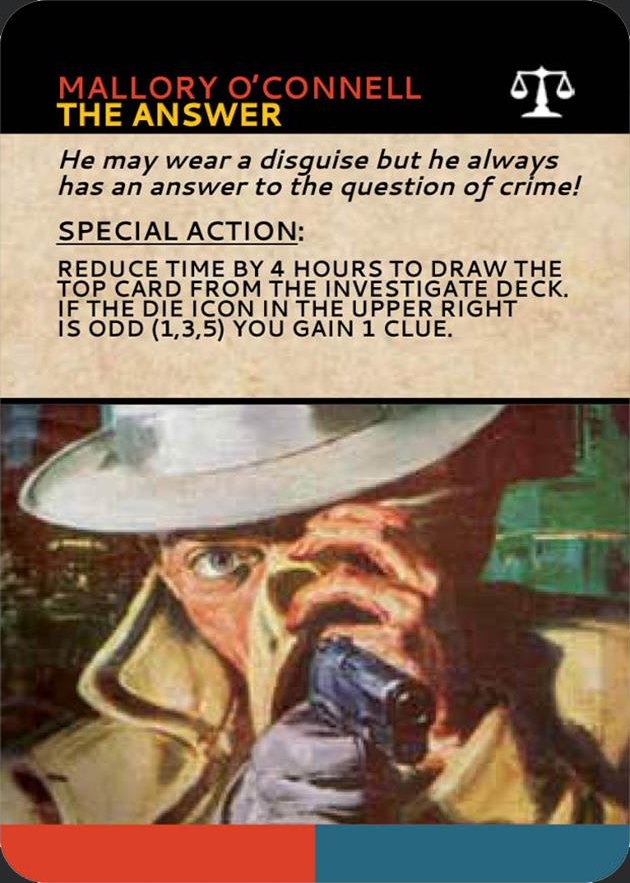 MALLORY O'CONNELL
THE ANSWER
He may wear a disguise but he always
has an answer to the question of crime!
SPECIAL ACTION:
REDUCE TIME BY 4 HOURS TO DRAW THE
TOP CARD FROM THE INVESTIGATE DECK.
IF THE DIE ICON IN THE UPPER RIGHT
IS ODD (1,3,5) YOU GAIN 1 CLUE.